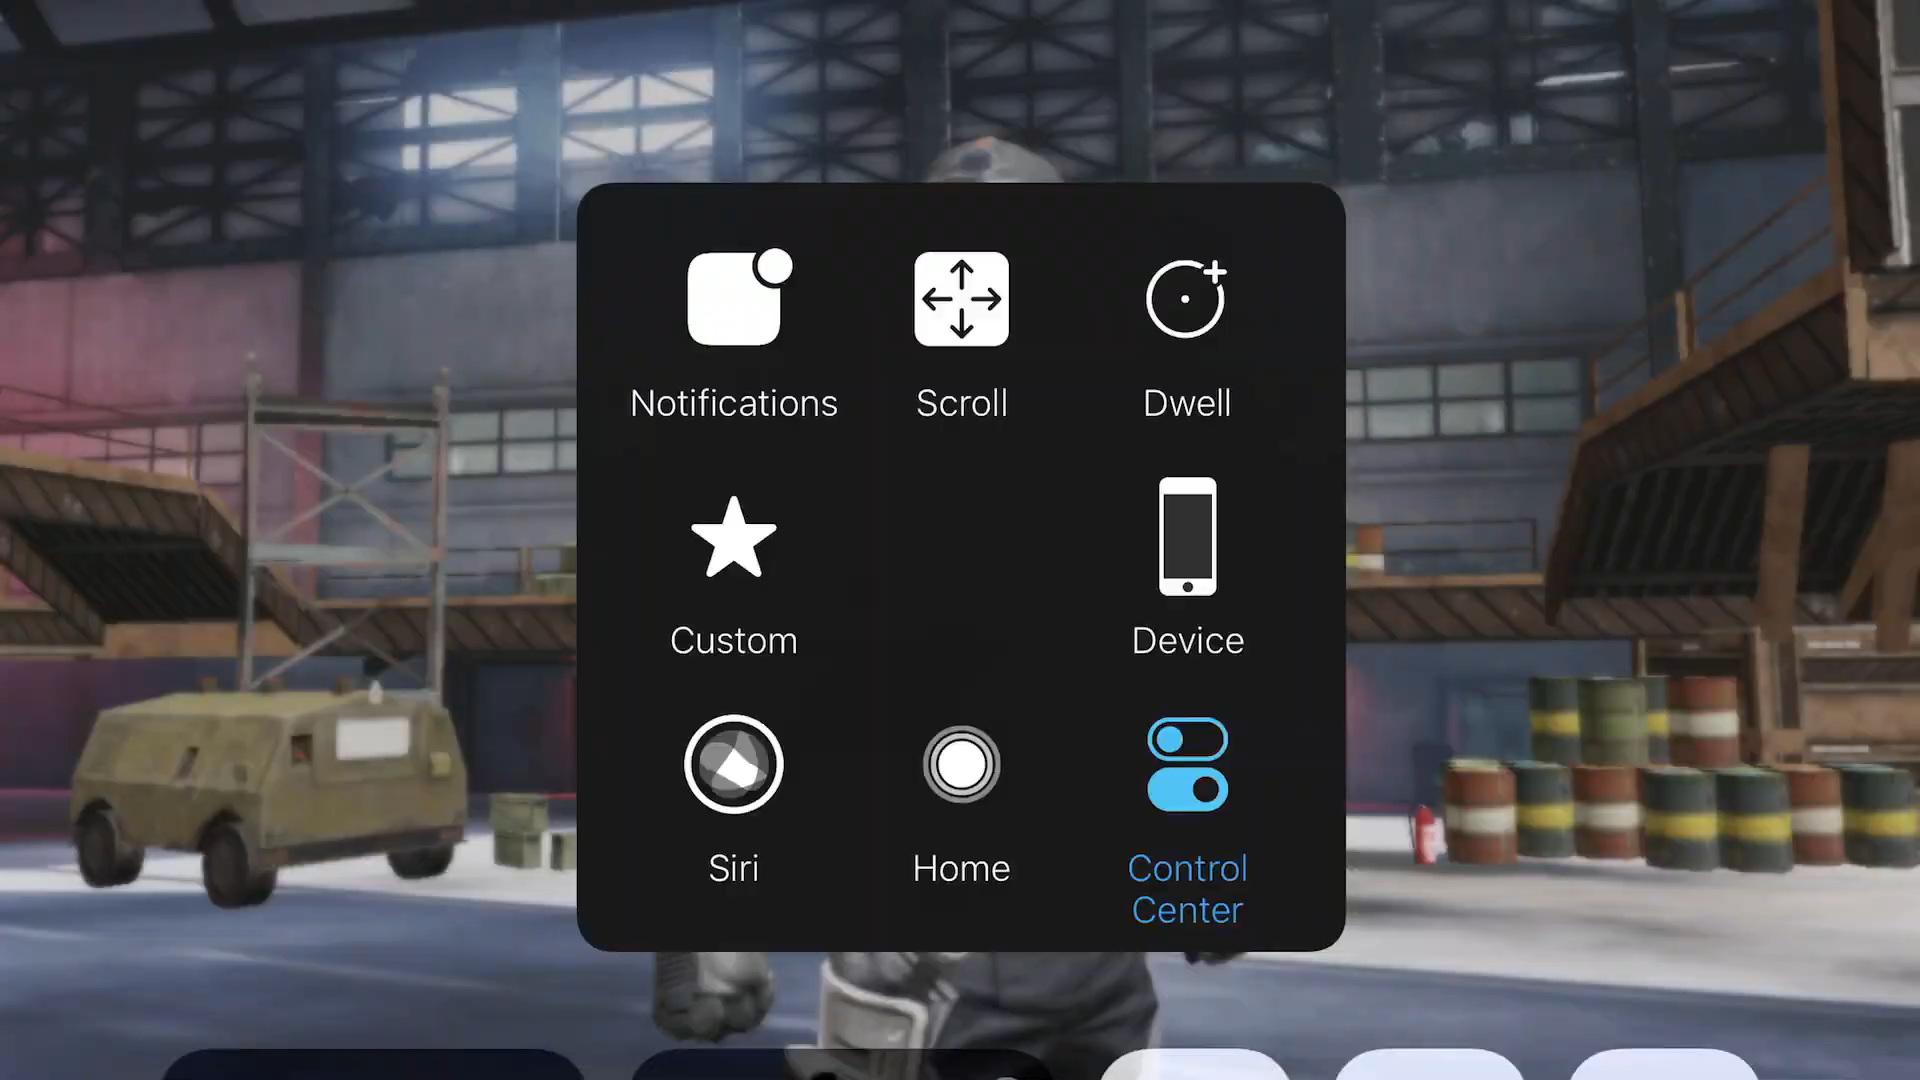 Notifications
Scroll
Dwell
Custom
Device
Siri
Home
Control
Center